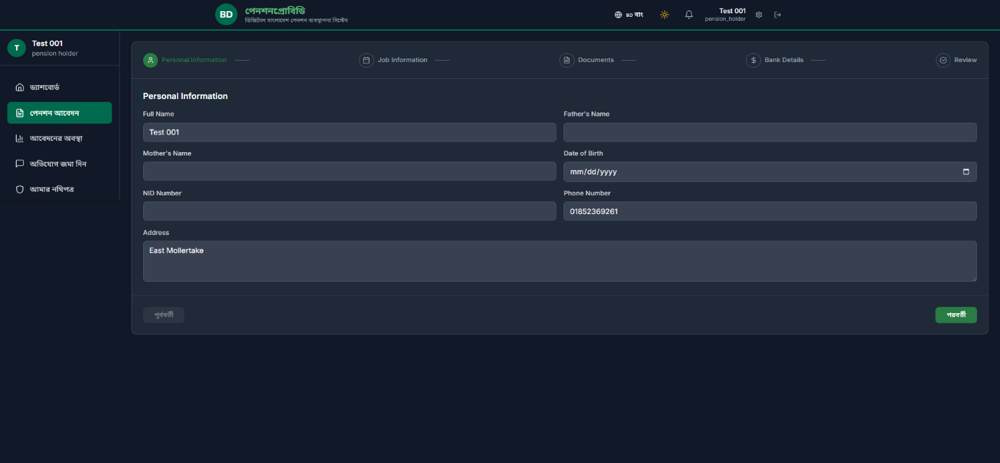 BD
পেনশনপ্রোবিডি
ডিজিটাল বাংলাদেশ পেনশন ব্যবস্থাপনা সিস্টেম
BD বাং
Test 001
pension_holder
T
Test 001
pension holder
ড্যাশবোর্ড
পেনশন আবেদন
আবেদনের অবস্থা
অভিযোগ জমা দিন
আমার নথিপত্র
Personal Information
Job Information
Documents
Bank Details
Review
Personal Information
Full Name
Father's Name
Test 001
Mother's Name
Date of Birth
mm/dd/yyyy
NID Number
Phone Number
01852369261
Address
East Mollertake
পূর্ববর্তী
পরবর্তী